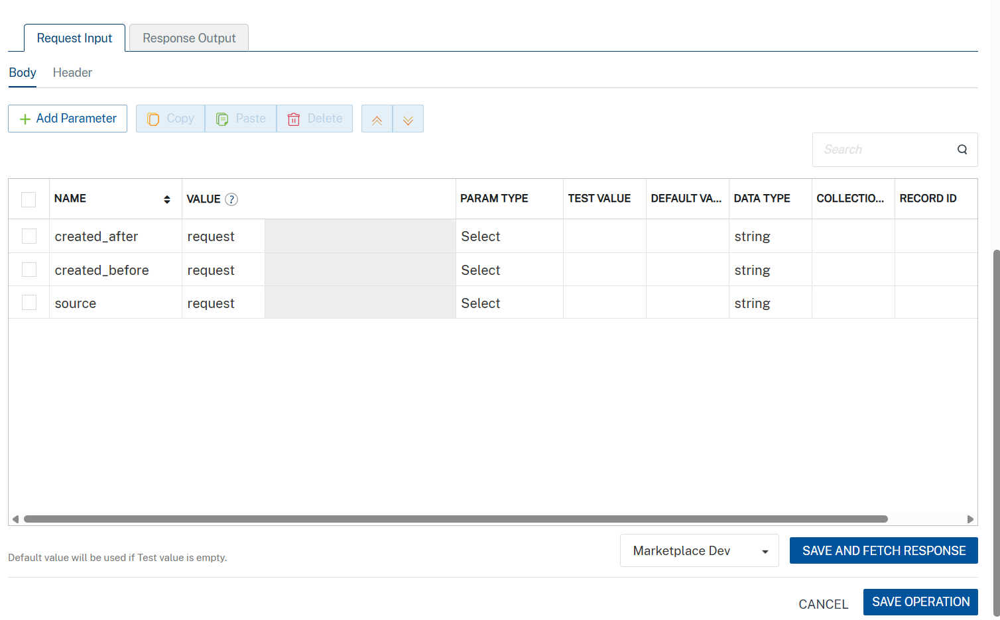 Request Input Response Output
Body Header
Add Parameter Copy Paste Delete
Search
NAME VALUE ? PARAM TYPE TEST VALUE DEFAULT VA... DATA TYPE COLLECTIO... RECORD ID
created_after request Select string
created_before request Select string
source request Select string
Default value will be used if Test value is empty. Marketplace Dev SAVE AND FETCH RESPONSE
CANCEL SAVE OPERATION